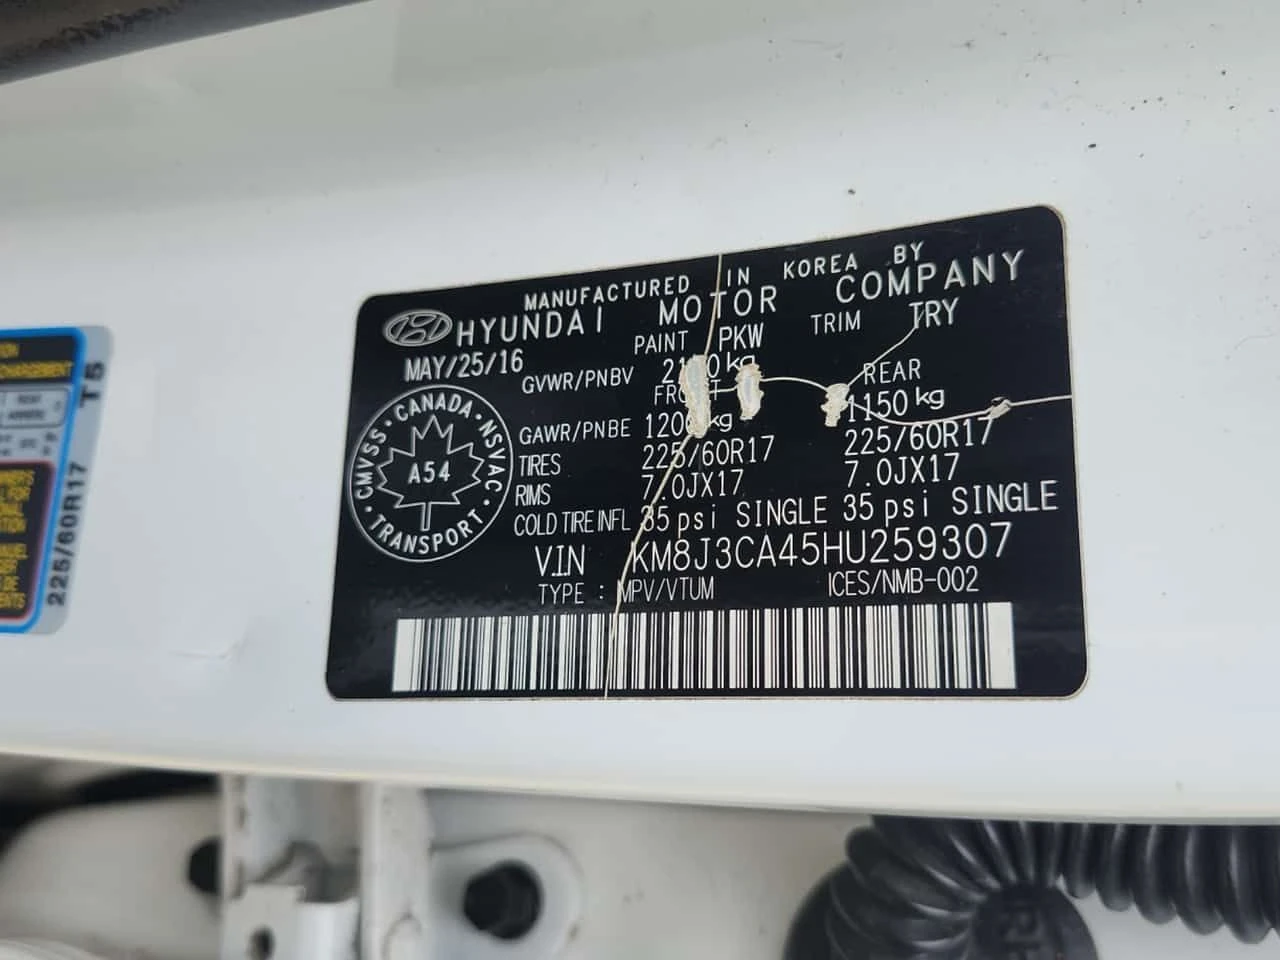 MANUFACTURED IN KOREA BY
HYUNDAI MOTOR COMPANY
MAY/25/16 PAINT PKW TRIM TRY
GVWR/PNBV kg
REAR
GAWR/PNBE kg 1150 kg
TIRES 225/60R17 225/60R17
RIMS 7.0JX17 7.0JX17
COLD TIRE INFL 35 psi SINGLE 35 psi SINGLE
V.I.N KM8J3CA45HU259307
TYPE : MPV/VTUM ICES/NMB-002
CMVSS · CANADA · NSVAC · TRANSPORT ·
A54
T5
225/60R17